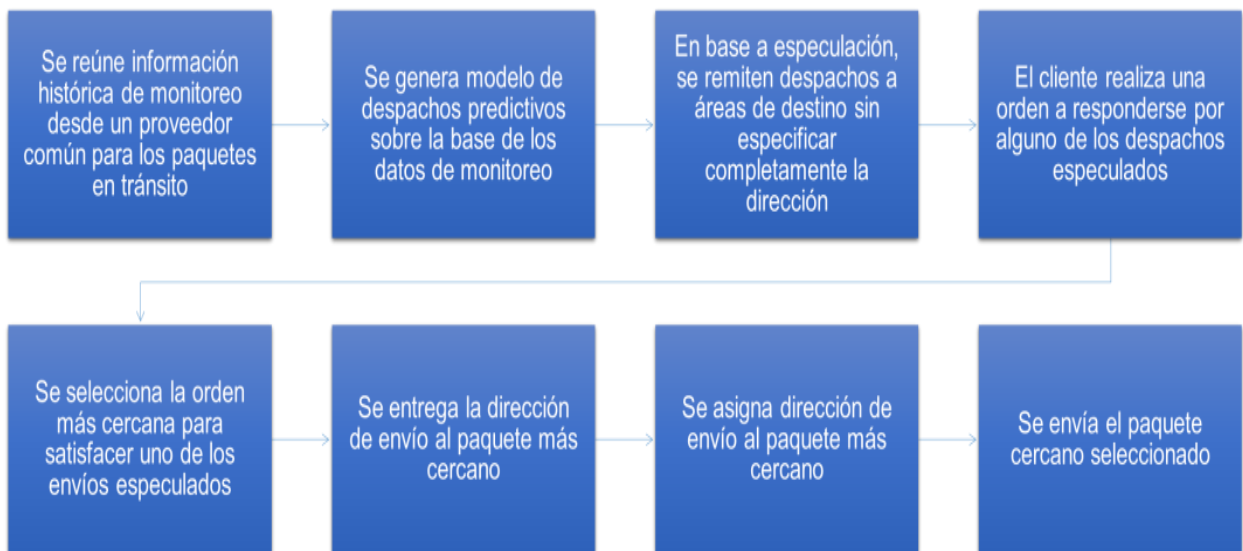 Se reúne información
histórica de monitoreo
desde un proveedor
común para los paquetes
en tránsito
Se genera modelo de
despachos predictivos
sobre la base de los
datos de monitoreo
En base a especulación,
se remiten despachos a
áreas de destino sin
especificar
completamente la
dirección
El cliente realiza una
orden a responderse por
alguno de los despachos
especulados
Se selecciona la orden
más cercana para
satisfacer uno de los
envíos especulados
Se entrega la dirección
de envío al paquete más
cercano
Se asigna dirección de
envío al paquete más
cercano
Se envía el paquete
cercano seleccionado